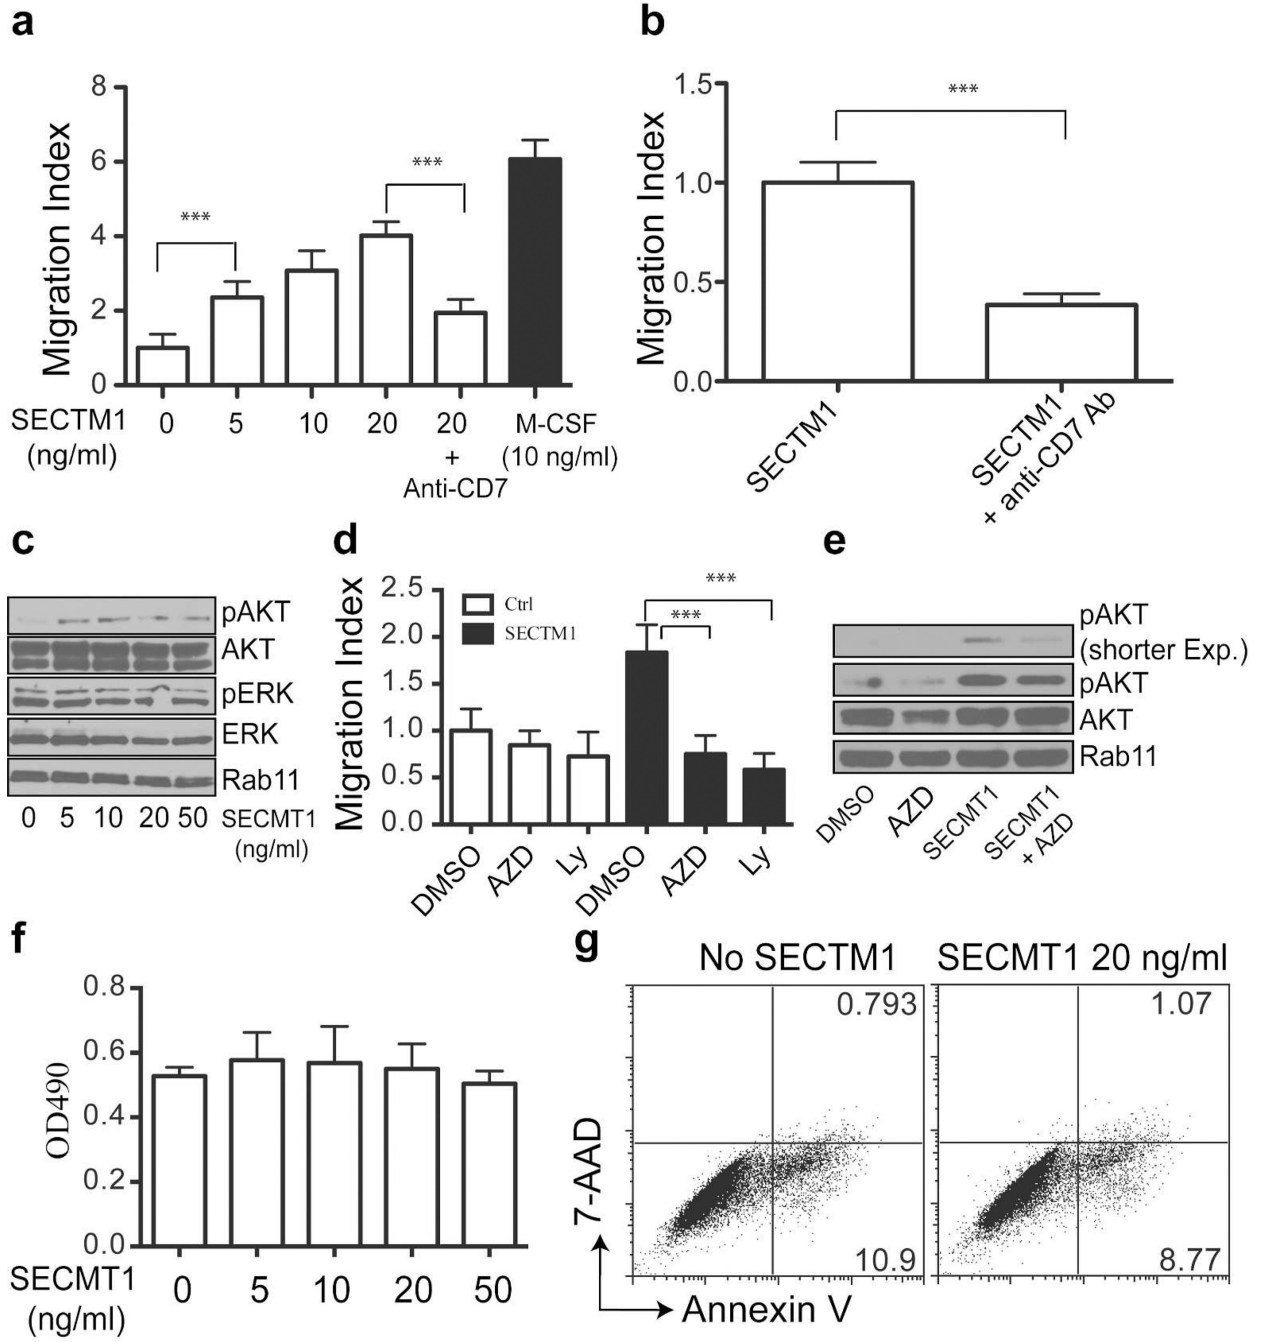 a
Migration Index
8
6
4
2
0
***
***
SECTM1
(ng/ml)
0
5
10
20
20
+
Anti-CD7
M-CSF
(10 ng/ml)
b
Migration Index
1.5
1.0
0.5
0.0
***
SECTM1
SECTM1
+ anti-CD7 Ab
c
pAKT
AKT
pERK
ERK
Rab11
0 5 10 20 50 SECMT1
(ng/ml)
d
Migration Index
2.5
2.0
1.5
1.0
0.5
0.0
Ctrl
SECTM1
***
***
DMSO
AZD
Ly
DMSO
AZD
Ly
e
pAKT
(shorter Exp.)
pAKT
AKT
Rab11
DMSO
AZD
SECMT1
SECMT1
+ AZD
f
OD490
0.8
0.6
0.4
0.2
0.0
SECMT1
(ng/ml)
0 5 10 20 50
g
No SECTM1
SECMT1 20 ng/ml
0.793
10.9
1.07
8.77
7-AAD
Annexin V